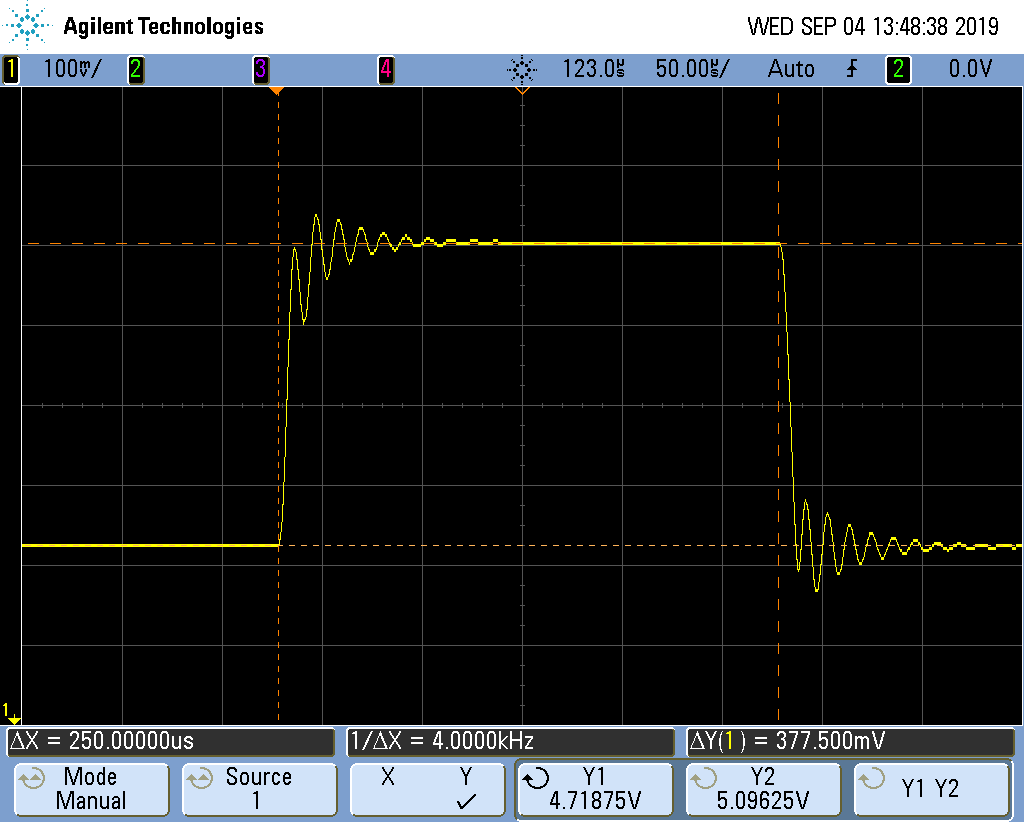 Agilent Technologies
WED SEP 04 13:48:38 2019
1 100mV/ 2 3 4 123.0us 50.00us/ Auto 2 0.0V
1
ΔX = 250.00000us 1/ΔX = 4.0000kHz ΔY(1) = 377.500mV
Mode Source X Y Y1 Y2 Y1 Y2
Manual 1 ✓ 4.71875V 5.09625V